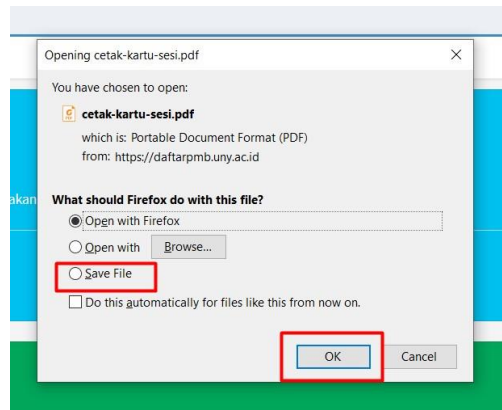 Opening cetak-kartu-sesi.pdf
You have chosen to open:
cetak-kartu-sesi.pdf
which is: Portable Document Format (PDF)
from: https://daftarpmb.uny.ac.id
akan
What should Firefox do with this file?
Open with Firefox
Open with Browse...
Save File
Do this automatically for files like this from now on.
OK Cancel